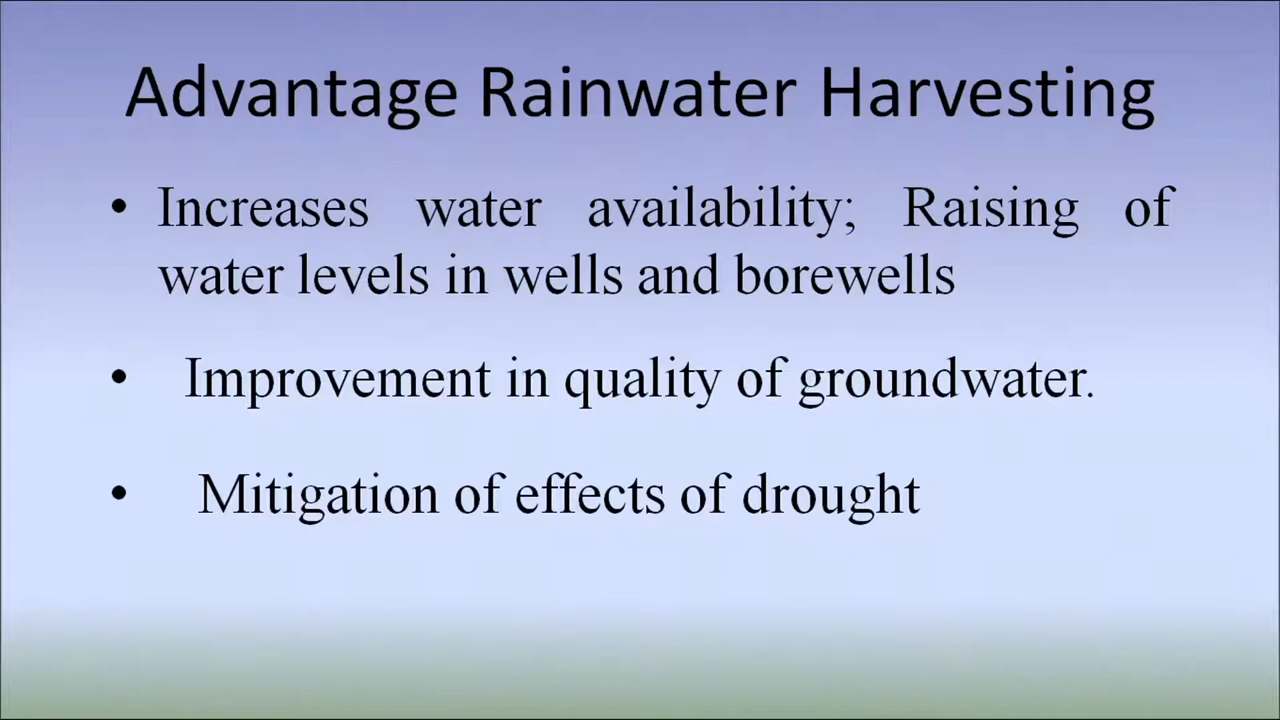 Advantage Rainwater Harvesting
• Increases water availability; Raising of
water levels in wells and borewells
• Improvement in quality of groundwater.
• Mitigation of effects of drought